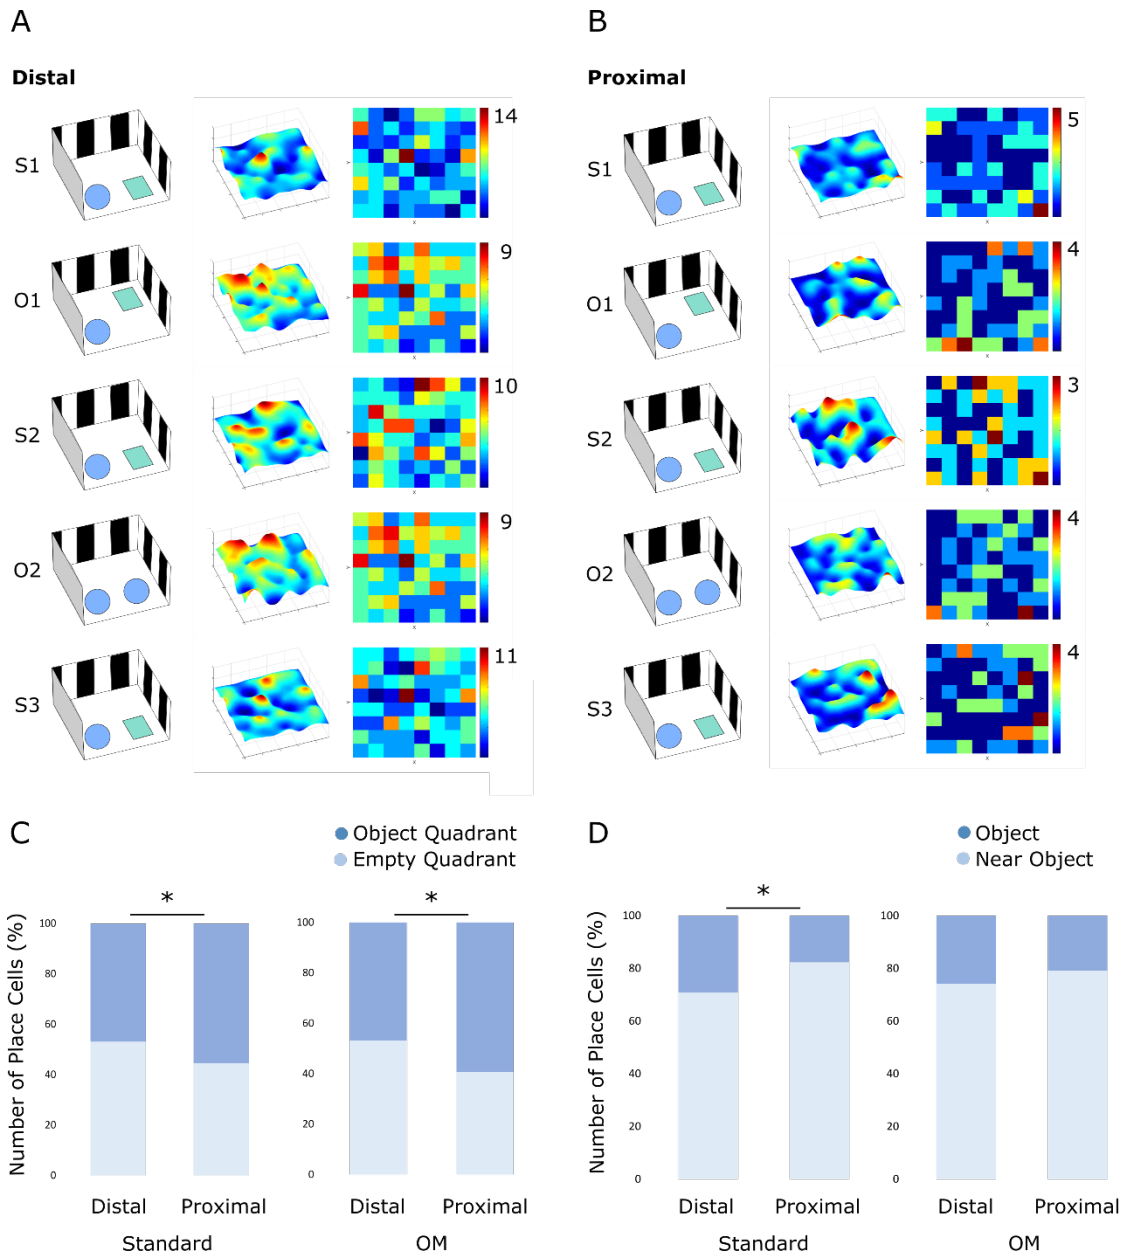 A
B
Distal
Proximal
S1
14
S1
5
O1
9
O1
4
S2
10
S2
3
O2
9
O2
4
S3
11
S3
4
C
Object Quadrant
Empty Quadrant
D
Object
Near Object
*
*
*
Number of Place Cells (%)
100
80
60
40
20
0
100
80
60
40
20
0
Number of Place Cells (%)
100
80
60
40
20
0
100
80
60
40
20
0
Distal Proximal
Distal Proximal
Distal Proximal
Distal Proximal
Standard
OM
Standard
OM